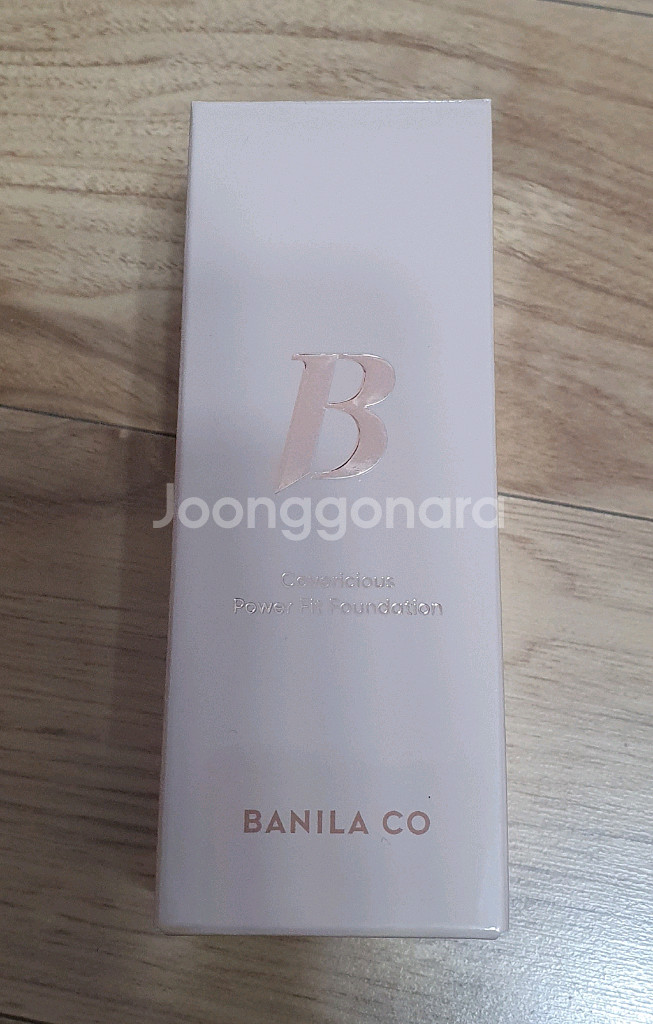 B
Joonggonara
Covericious
Power Fit Foundation
BANILA CO